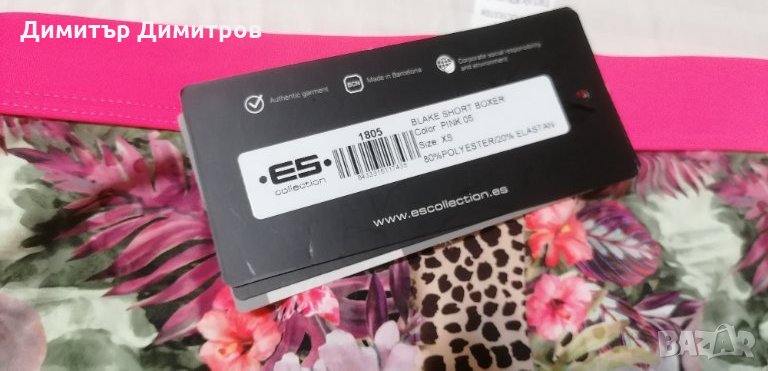 Димитър Димитров
Authentic garment
BCN
Made in Barcelona
Corporate social responsibility
and environment
•ES•
collection
1805
BLAKE SHORT BOXER
Color: PINK 05
Size: XS
80%POLYESTER/20% ELASTAN
www.escollection.es
BAZAR